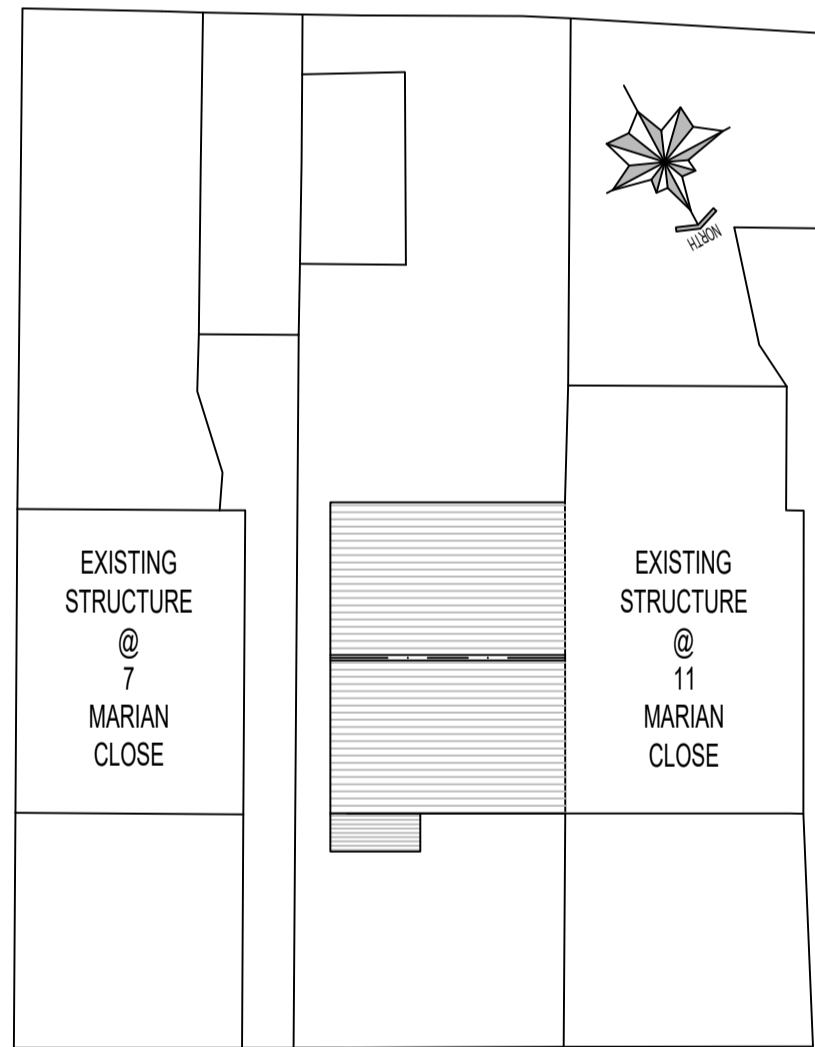 NORTH
EXISTING
STRUCTURE
@
7
MARIAN
CLOSE
EXISTING
STRUCTURE
@
11
MARIAN
CLOSE